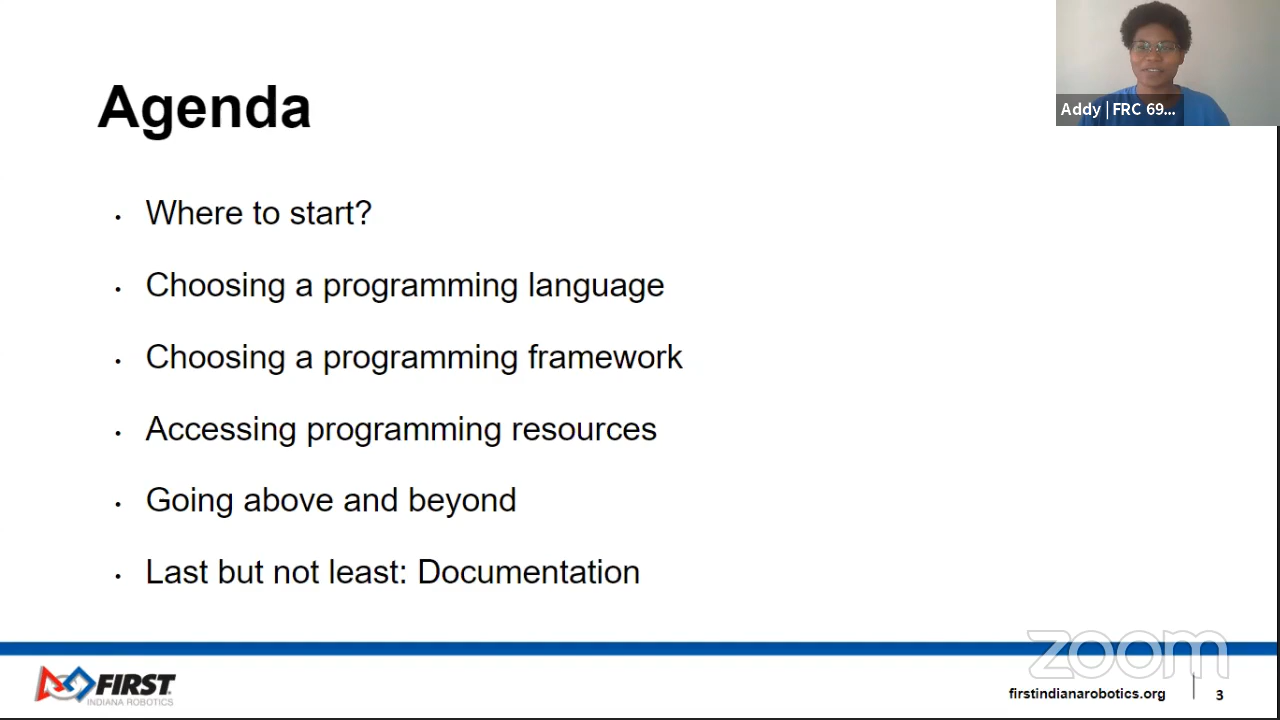 Agenda
Addy | FRC 69...
• Where to start?
• Choosing a programming language
• Choosing a programming framework
• Accessing programming resources
• Going above and beyond
• Last but not least: Documentation
zoom
FIRST
INDIANA ROBOTICS
firstindianarobotics.org | 3